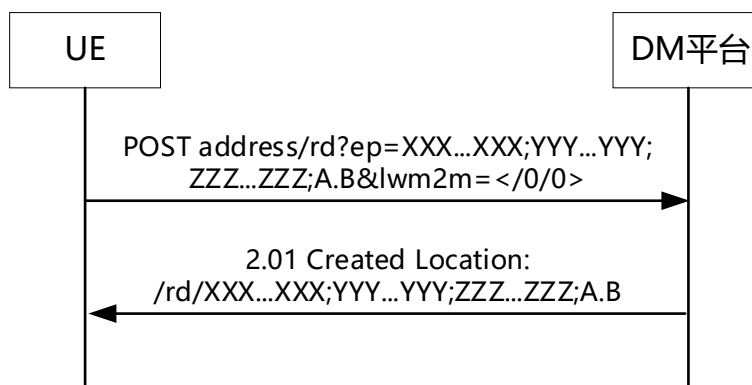 UE
DM平台
POST address/rd?ep=XXX...XXX;YYY...YYY;
ZZZ...ZZZ;A.B&lwm2m=</0/0>
2.01 Created Location:
/rd/XXX...XXX;YYY...YYY;ZZZ...ZZZ;A.B